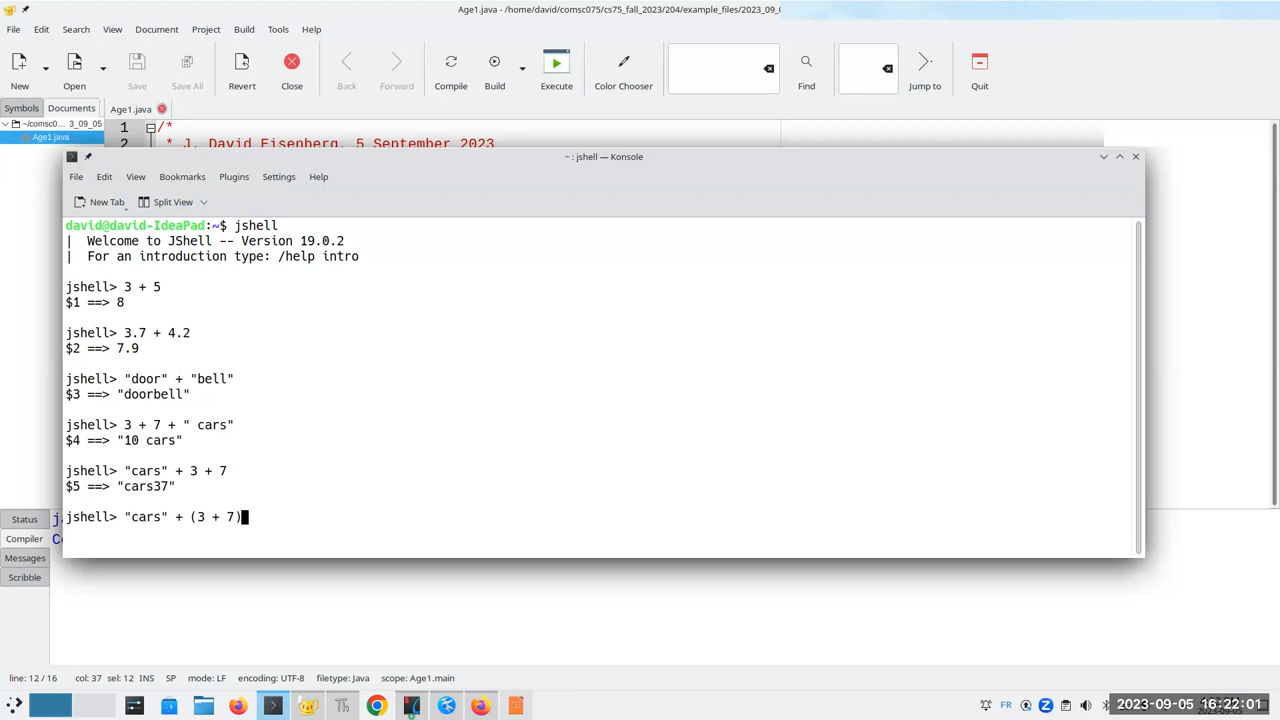 Age1.java - /home/david/comsc075/cs75_fall_2023/204/example_files/2023_09_0
File Edit Search View Document Project Build Tools Help
New Open Save Save All Revert Close Back Forward Compile Build Execute Color Chooser Find Jump to Quit
Symbols Documents Age1.java
~/comsc0… 3_09_05
Age1.java
1 /*
2 * J. David Eisenberg, 5 September 2023
~ : jshell — Konsole
File Edit View Bookmarks Plugins Settings Help
New Tab Split View
david@david-IdeaPad:~$ jshell
| Welcome to JShell -- Version 19.0.2
| For an introduction type: /help intro
jshell> 3 + 5
$1 ==> 8
jshell> 3.7 + 4.2
$2 ==> 7.9
jshell> "door" + "bell"
$3 ==> "doorbell"
jshell> 3 + 7 + " cars"
$4 ==> "10 cars"
jshell> "cars" + 3 + 7
$5 ==> "cars37"
jshell> "cars" + (3 + 7)
Status
Compiler
Messages
Scribble
line: 12 / 16 col: 37 sel: 12 INS SP mode: LF encoding: UTF-8 filetype: Java scope: Age1.main
FR 2023-09-05 16:22:01